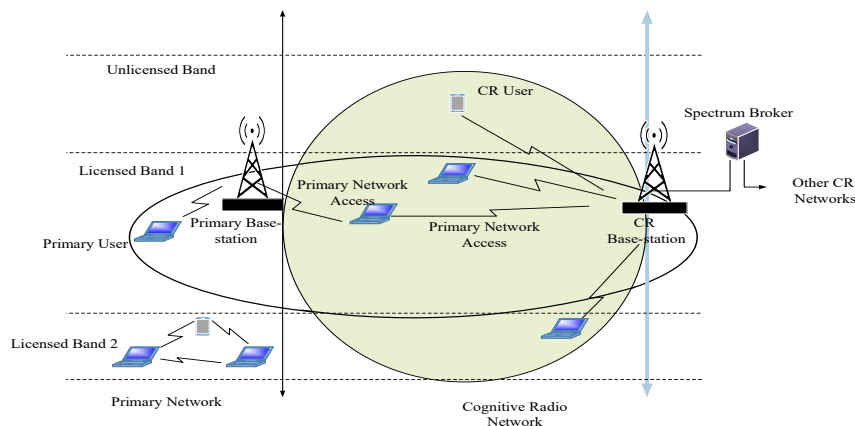 Unlicensed Band
CR User
Spectrum Broker
Licensed Band 1
Other CR
Networks
Primary Network
Access
Primary Base-
station
Primary User
Primary Network
Access
CR
Base-station
Licensed Band 2
Primary Network
Cognitive Radio
Network